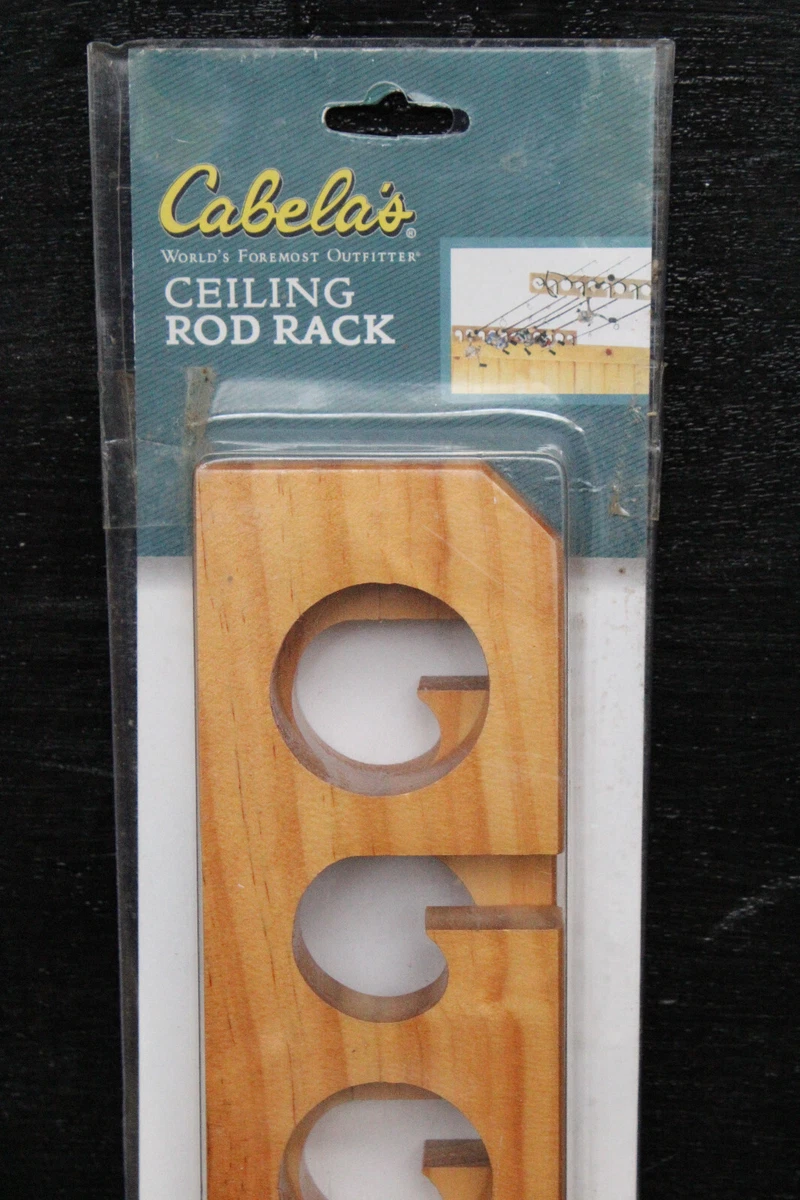 Cabela's®
WORLD'S FOREMOST OUTFITTER®
CEILING
ROD RACK